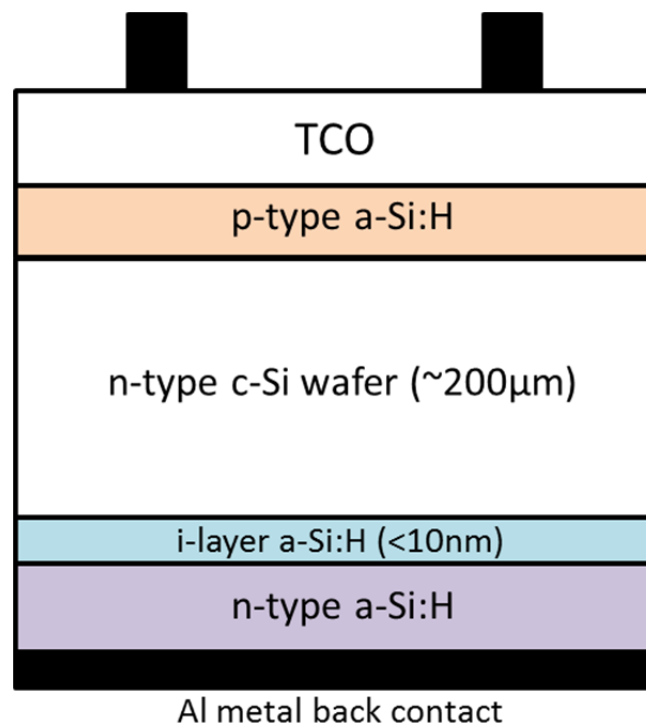 TCO
p-type a-Si:H
n-type c-Si wafer (~200μm)
i-layer a-Si:H (<10nm)
n-type a-Si:H
Al metal back contact